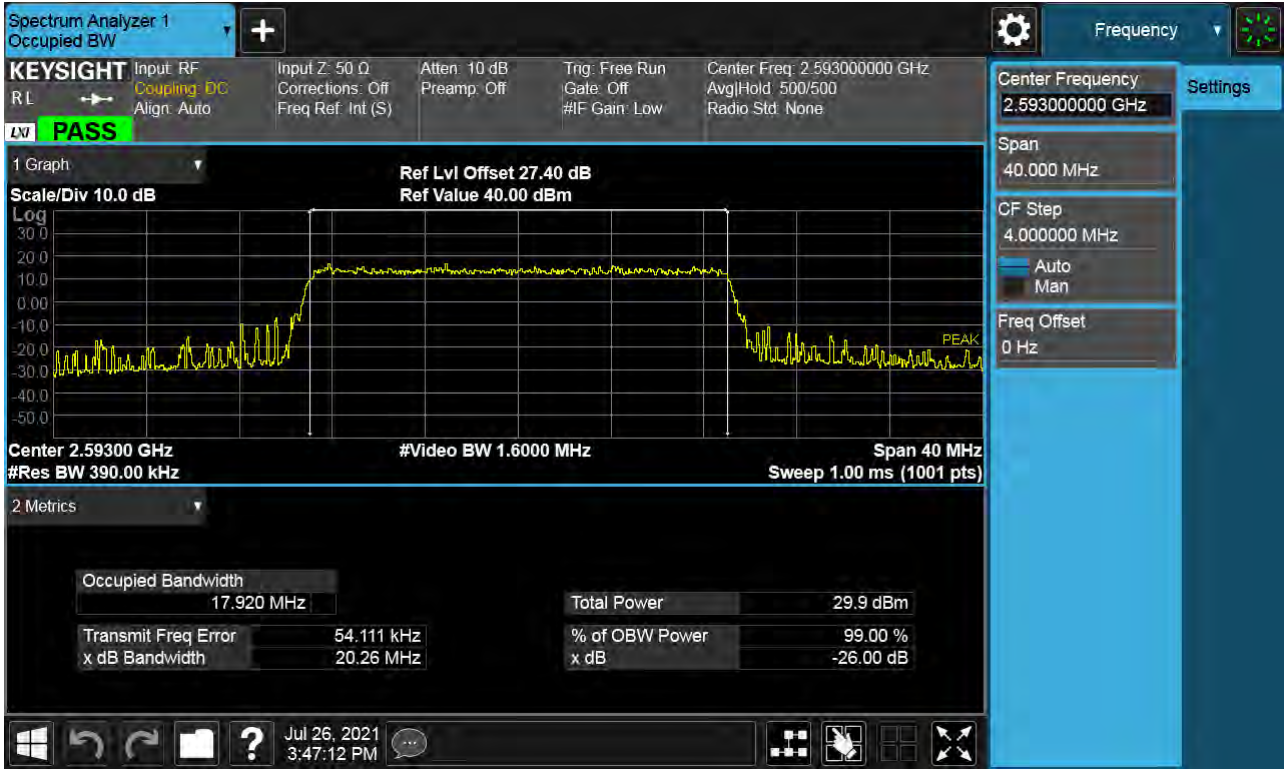 Spectrum Analyzer 1
Occupied BW
Frequency
KEYSIGHT
RL
LXI
PASS
Input: RF
Coupling: DC
Align: Auto
Input Z: 50 Ω
Corrections: Off
Freq Ref: Int (S)
Atten: 10 dB
Preamp: Off
Trig: Free Run
Gate: Off
#IF Gain: Low
Center Freq: 2.593000000 GHz
Avg|Hold: 500/500
Radio Std: None
Center Frequency
2.593000000 GHz
Settings
Span
40.000 MHz
CF Step
4.000000 MHz
Auto
Man
Freq Offset
0 Hz
1 Graph
Scale/Div 10.0 dB
Ref Lvl Offset 27.40 dB
Ref Value 40.00 dBm
Log
30.0
20.0
10.0
0.00
-10.0
-20.0
-30.0
-40.0
-50.0
PEAK
Center 2.59300 GHz
#Video BW 1.6000 MHz
Span 40 MHz
#Res BW 390.00 kHz
Sweep 1.00 ms (1001 pts)
2 Metrics
Occupied Bandwidth
17.920 MHz
Total Power 29.9 dBm
Transmit Freq Error 54.111 kHz
% of OBW Power 99.00 %
x dB Bandwidth 20.26 MHz
x dB -26.00 dB
?
Jul 26, 2021
3:47:12 PM